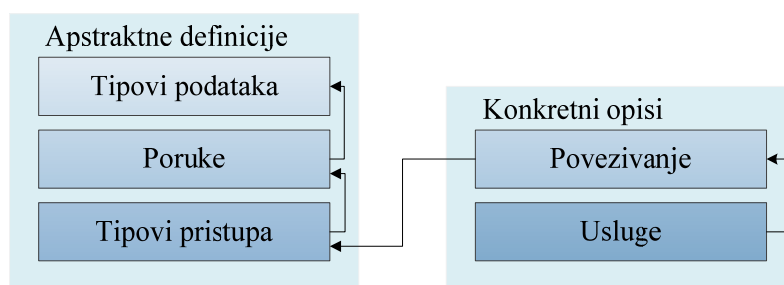 Apstraktne definicije
Tipovi podataka
Poruke
Tipovi pristupa
Konkretni opisi
Povezivanje
Usluge